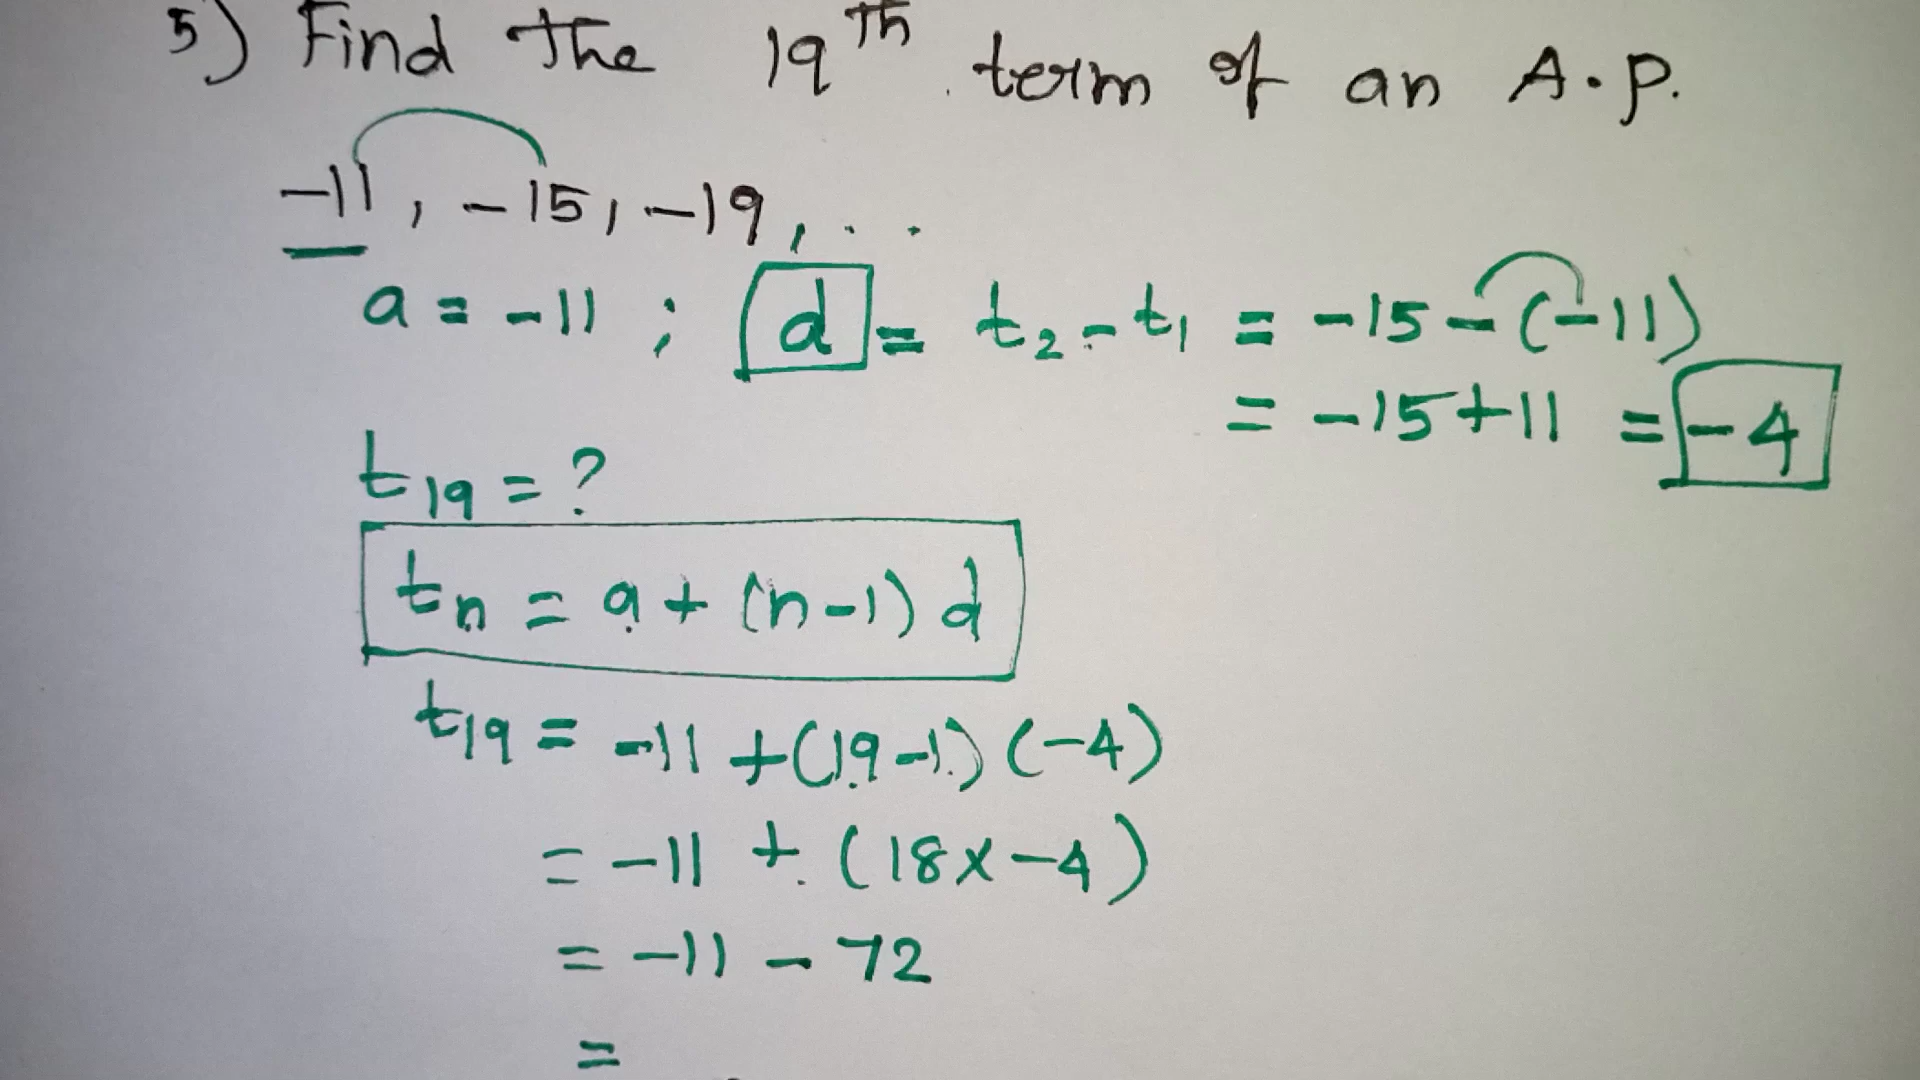 5) Find the 19th term of an A.P.
-11, -15, -19, ..
a = -11 ; d = t₂ - t₁ = -15 - (-11)
= -15 + 11 = -4
t₁₉ = ?
tₙ = a + (n-1) d
t₁₉ = -11 + (19-1) (-4)
= -11 + (18x-4)
= -11 - 72
=